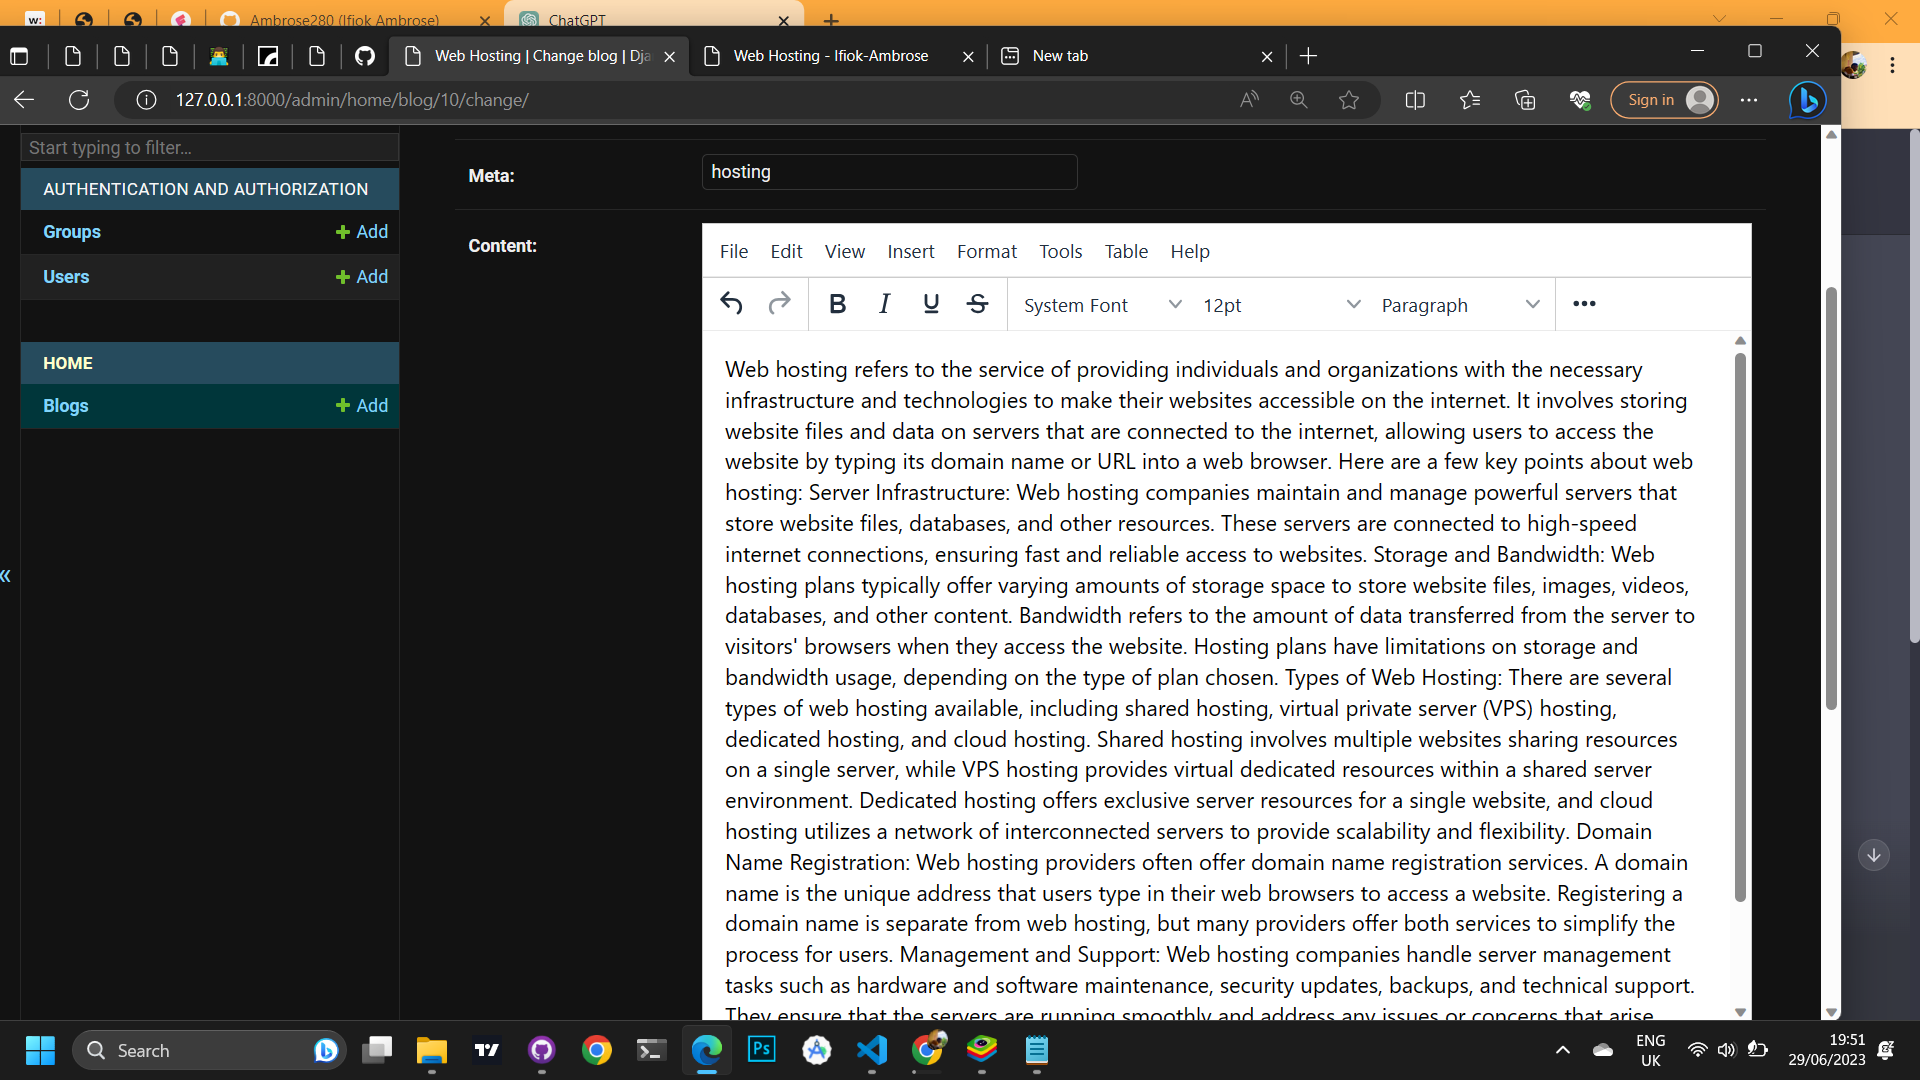 w:
Ambrose280 (Ifiok Ambrose)
ChatGPT
Web Hosting | Change blog | Dja
Web Hosting - Ifiok-Ambrose
New tab
127.0.0.1:8000/admin/home/blog/10/change/
Sign in
Start typing to filter...
AUTHENTICATION AND AUTHORIZATION
Groups
Add
Users
Add
HOME
Blogs
Add
Meta:
hosting
Content:
File Edit View Insert Format Tools Table Help
B I U S System Font 12pt Paragraph
Web hosting refers to the service of providing individuals and organizations with the necessary
infrastructure and technologies to make their websites accessible on the internet. It involves storing
website files and data on servers that are connected to the internet, allowing users to access the
website by typing its domain name or URL into a web browser. Here are a few key points about web
hosting: Server Infrastructure: Web hosting companies maintain and manage powerful servers that
store website files, databases, and other resources. These servers are connected to high-speed
internet connections, ensuring fast and reliable access to websites. Storage and Bandwidth: Web
hosting plans typically offer varying amounts of storage space to store website files, images, videos,
databases, and other content. Bandwidth refers to the amount of data transferred from the server to
visitors' browsers when they access the website. Hosting plans have limitations on storage and
bandwidth usage, depending on the type of plan chosen. Types of Web Hosting: There are several
types of web hosting available, including shared hosting, virtual private server (VPS) hosting,
dedicated hosting, and cloud hosting. Shared hosting involves multiple websites sharing resources
on a single server, while VPS hosting provides virtual dedicated resources within a shared server
environment. Dedicated hosting offers exclusive server resources for a single website, and cloud
hosting utilizes a network of interconnected servers to provide scalability and flexibility. Domain
Name Registration: Web hosting providers often offer domain name registration services. A domain
name is the unique address that users type in their web browsers to access a website. Registering a
domain name is separate from web hosting, but many providers offer both services to simplify the
process for users. Management and Support: Web hosting companies handle server management
tasks such as hardware and software maintenance, security updates, backups, and technical support.
They ensure that the servers are running smoothly and address any issues or concerns that arise.
Search
Ps
ENG
UK
19:51
29/06/2023